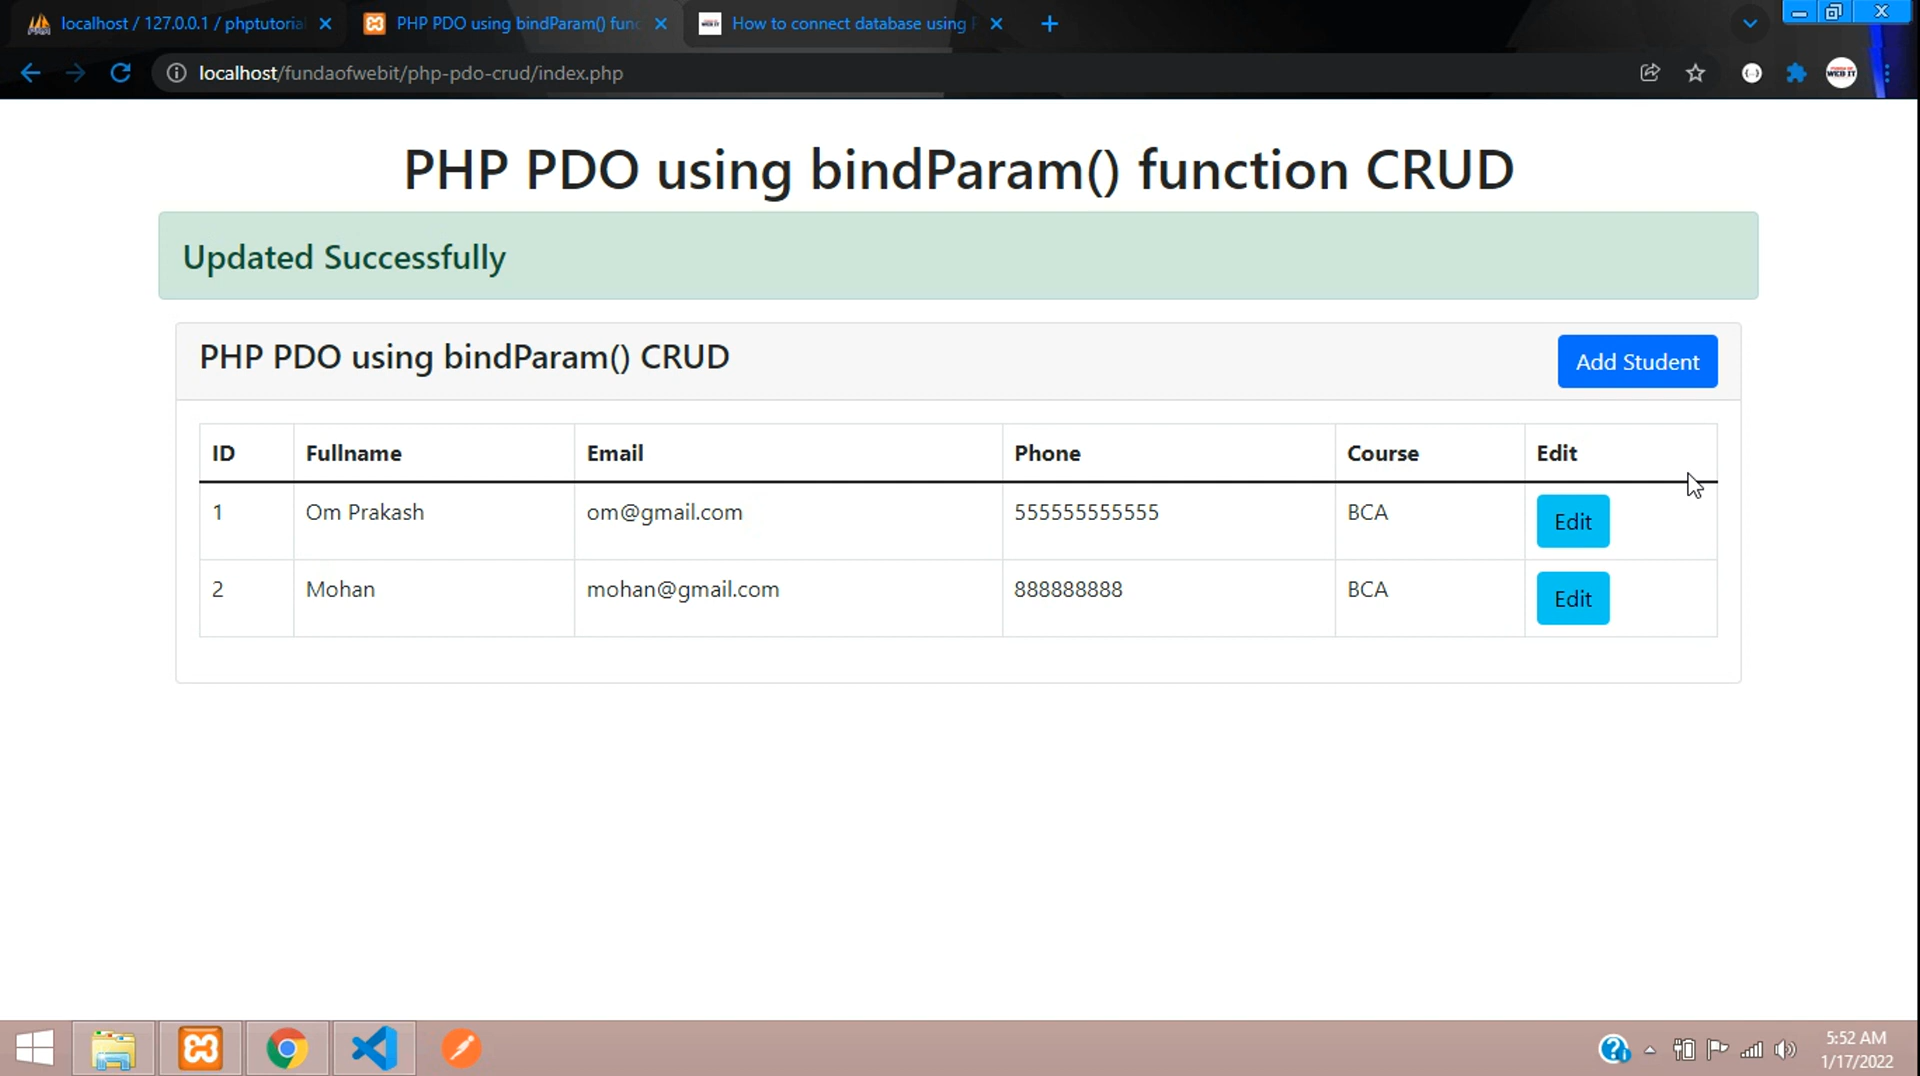 localhost / 127.0.0.1 / phptutoria
PHP PDO using bindParam() func
How to connect database using
localhost/fundaofwebit/php-pdo-crud/index.php
WEB IT
PHP PDO using bindParam() function CRUD
Updated Successfully
PHP PDO using bindParam() CRUD
Add Student
ID Fullname Email Phone Course Edit
1 Om Prakash om@gmail.com 555555555555 BCA Edit
2 Mohan mohan@gmail.com 888888888 BCA Edit
5:52 AM
1/17/2022